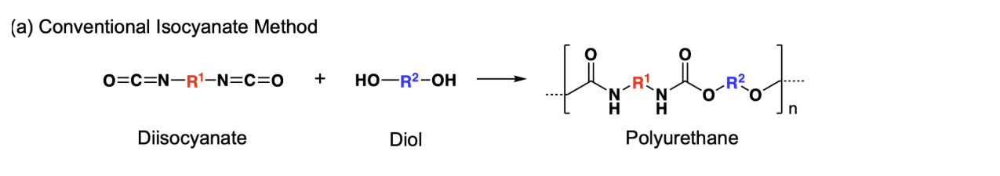 (a) Conventional Isocyanate Method
O=C=N—R¹—N=C=O + HO—R²—OH
O O
R¹ R²
N N O O
H H n
Diisocyanate Diol Polyurethane